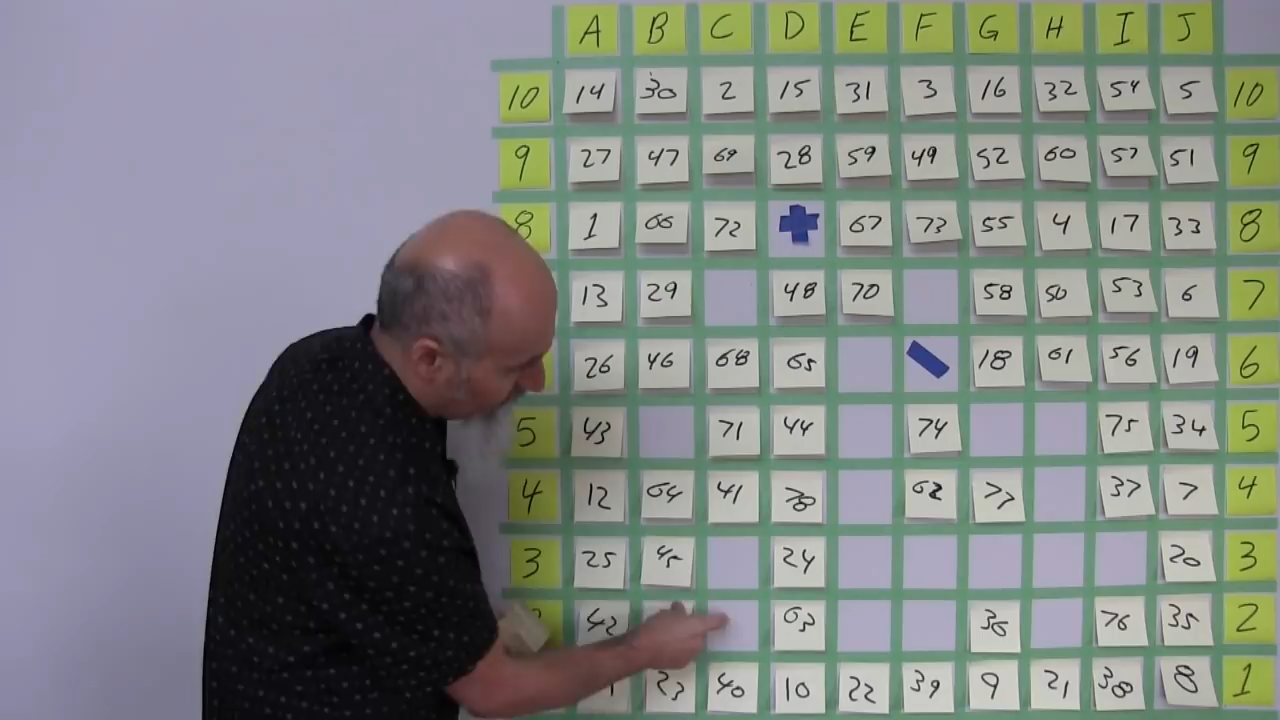 A B C D E F G H I J
10 14 30 2 15 31 3 16 32 54 5 10
9 27 47 69 28 59 49 52 60 57 51 9
8 1 66 72 67 73 55 4 17 33 8
13 29 48 70 58 50 53 6 7
26 46 68 65 18 61 56 19 6
5 43 71 44 74 75 34 5
4 12 64 41 78 62 77 37 7 4
3 25 45 24 20 3
42 63 36 76 35 2
23 40 10 22 39 9 21 38 8 1